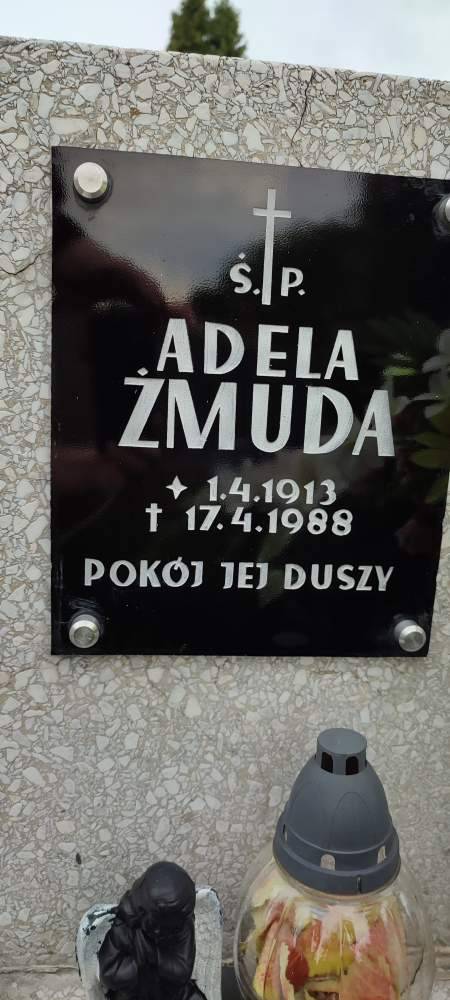 Ś. P.
ADELA
ŻMUDA
1.4.1913
17.4.1988
POKÓJ JEJ DUSZY